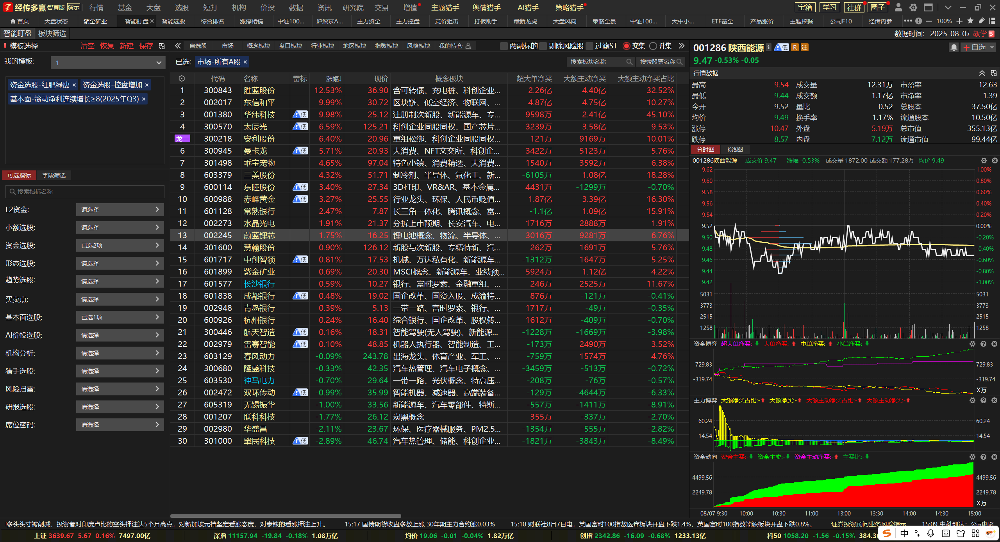 经传多赢 智尊版 演示 行情 基金 大盘 选股 短打 机构 价投 数据 资讯 研究院 交易 增值 主题猎手 舆情猎手 AI猎手 策略猎手 宝箱 学习 社群 圈子
首页 大盘状态 紫金矿业 智能盯盘× 智能选股 综合排名 涨停棱镜 中证100... 沪深京A... 主力资金 主力控盘 竞价狙击 打板助手 最新龙虎 大盘风向 策略全景 中证100... 大中小... ETF基金 产品涨价 主题挖掘 公司F10 经传内参 ••• 100%
智能盯盘 板块筛选 数据时间: 2025-08-07 教学
模板选择 清空 恢复 新建 保存
我的模板: 1
资金选股-红肥绿瘦 × 资金选股-控盘增加 ×
基本面-滚动净利连续增长≥8(2025年Q3) ×
可选指标 字段筛选
搜索指标名称
L2资金: 请选择
小额选股: 请选择
资金选股: 已选2项
形态选股: 请选择
趋势选股: 请选择
买卖点: 请选择
基本面选股: 已选1项
AI价投选股: 请选择
机构分析: 请选择
猎手选股: 请选择
风险扫雷: 请选择
研报选股: 请选择
席位密码: 请选择
自选股 市场 概念板块 盘口板块 行业板块 地区板块 指数板块 风格板块 我的持仓 两融标的 剔除风险股 过滤ST 交集 并集
已选: 市场-所有A股 × 搜索板块名称 搜索股票名称
代码 名称 雷标 涨幅↓ 现价 概念板块 超大单净买 大额主动净买 大额主动净买占比
1 300843 胜蓝股份 12.53% 36.90 含可转债、充电桩、科创企业... 2.26亿 4.40亿 32.52%
2 002017 东信和平 9.99% 30.72 区块链、低空经济、物联网、... 4.87亿 4.75亿 10.27%
3 001380 华纬科技 低 9.98% 25.12 注册制次新股、新能源车、专... 9598万 2.41亿 45.10%
4 300570 太辰光 低 6.59% 125.21 科创企业同股同权、国产芯片... 3239万 3.58亿 9.53%
龙一 300218 安利股份 6.40% 20.96 重组松绑、科创企业同股同权... 121万 9169万 10.01%
6 300945 曼卡龙 低 5.71% 20.93 大消费、NFT文交所、科创企... 3422万 5123万 5.76%
7 301498 乖宝宠物 4.65% 97.04 特色小镇、消费精选、大消费... 1540万 3592万 6.38%
8 603379 三美股份 4.32% 51.71 制冷剂、半导体、氟化工、新... -6105万 1.08亿 18.28%
9 600114 东睦股份 低 3.40% 27.34 3D打印、VR&AR、基本金属... 4431万 -1299万 -0.70%
10 600988 赤峰黄金 低 3.27% 25.55 行业龙头、环保、人民币贬值... 1.87亿 3.39亿 16.30%
11 601128 常熟银行 2.47% 7.87 长三角一体化、腾讯概念、富... -1.1亿 1.09亿 15.91%
12 002273 水晶光电 1.91% 21.37 分拆上市预期、长安汽车、电... 1716万 2888万 1.91%
13 002245 蔚蓝锂芯 1.75% 16.25 锂电池概念、物流、半导体、... 3016万 9281万 6.76%
14 301600 慧翰股份 0.90% 126.12 新股与次新股、专精特新、汽... 262万 1691万 5.76%
15 601717 中创智领 低 0.81% 17.53 机械、万达私有化、新能源车... -1312万 1647万 5.25%
16 601899 紫金矿业 0.69% 20.30 MSCI概念、新能源车、业绩预... 5924万 1.12亿 4.22%
17 601577 长沙银行 0.59% 10.27 银行、富时罗素、金融重组、... 246万 2525万 11.67%
18 601838 成都银行 低 0.48% 19.02 国企改革、国资入股、成渝特... 876万 -121万 -0.41%
19 002948 青岛银行 0.39% 5.13 一带一路、富时罗素、银行、... 1717万 -49万 -0.35%
20 600926 杭州银行 0.24% 16.40 综合银行、国企改革、股权转... 1612万 -409万 -0.70%
21 300446 航天智造 低 0.16% 18.31 智能驾驶(无人驾驶)、新能源... -1228万 -1669万 -3.98%
22 002979 雷赛智能 低 0.10% 48.85 机器人执行器、智能制造、工... -173万 2490万 3.52%
23 603129 春风动力 -0.09% 243.78 出海龙头、体育产业、军工、... -759万 1574万 4.76%
24 300680 隆盛科技 -0.33% 42.35 汽车热管理、汽车电子概念、... -3459万 -513万 -0.72%
25 603530 神马电力 -0.70% 29.64 一带一路、光伏概念、特高压... -208万 -76万 -0.57%
26 002472 双环传动 低 -0.99% 35.99 智能机器、减速器、高端装备... -129万 -4644万 -6.33%
27 605319 无锡振华 -1.00% 33.56 新能源车、汽车零部件、特斯... -557万 -1411万 -8.91%
28 001207 联科科技 -1.77% 26.12 炭黑概念 355万 -337万 -2.70%
29 002980 华盛昌 -2.11% 23.67 环保、医疗器械服务、PM2.5... -1354万 -555万 -2.82%
30 301000 肇民科技 低 -2.89% 46.74 汽车热管理、储能、科创企业... -1821万 -3843万 -8.49%
001286 陕西能源 低 R 注 自选
9.47 -0.53% -0.05
行情数据
最高 9.54 成交量 12.31万 市盈率 12.63
最低 9.44 成交额 1.17亿 市净率 1.39
今开 9.52 量比 0.52 总股本 37.50亿
均价 9.49 换手率 1.17% 流通股本 10.50亿
涨停 10.47 外盘 5.19万 总市值 355.13亿
跌停 8.57 内盘 7.12万 流通市值 99.44亿
分时图 K线图
001286陕西能源 成交价 9.47 涨幅 -0.53% 成交量 1872.00 成交额 177.28万 均价 9.49
9.62 1.00%
9.60 0.80%
9.58 0.60%
9.56 0.40%
9.54 0.20%
9.52 0.00%
9.50 -0.20%
9.48 -0.40%
9.46 -0.60%
9.44 -0.80%
9.42 -1.00%
5031 5031
3773 3773
2515 2515
1258 1258
资金博弈 超大单净买:-↓ 大单净买:-↑ 中单净买:-↑ 小单净买:-↓
729.83 729.83
-319.74 -319.74
X万
主力博弈 大额净买占比:-↑ 大额净买:-↑ 大额主动净买占比:-↑ 大额主动净买:-↑
60.24 60.24
14.54 14.54
资金动向 资金主买:-↓ 资金主卖:-↓ 资金主动净买:-↑ 主买比:-↓
4499.56 4499.56
2249.78 2249.78
X万
08/07 9:30 10:00 10:30 11:00 13:00 13:30 14:00 14:30 15:00
多头头寸被削减，投资者对印度卢比的空头押注达5个月高点，对新加坡元持坚定看涨态度，对泰铢的看涨押注上升。 15:17 国债期货收盘多数上涨 30年期主力合约涨0.03% 15:10 财联社8月7日电，英国富时100指数医疗板块开盘下跌1.4%，英国富时100指数能源板块开盘下跌0.8%。 证券投资顾问业务风险提示 15:09 中科创达：公司机器
上证 3639.67 5.67 0.16% 7497.00亿 深指 11157.94 -19.84 -0.18% 1.08万亿 均价 19.06 -0.01 -0.04% 1.82万亿 创指 2342.86 -16.09 -0.68% 1233.13亿 科50 1058.20 -1.56 -0.15% 384.3
中